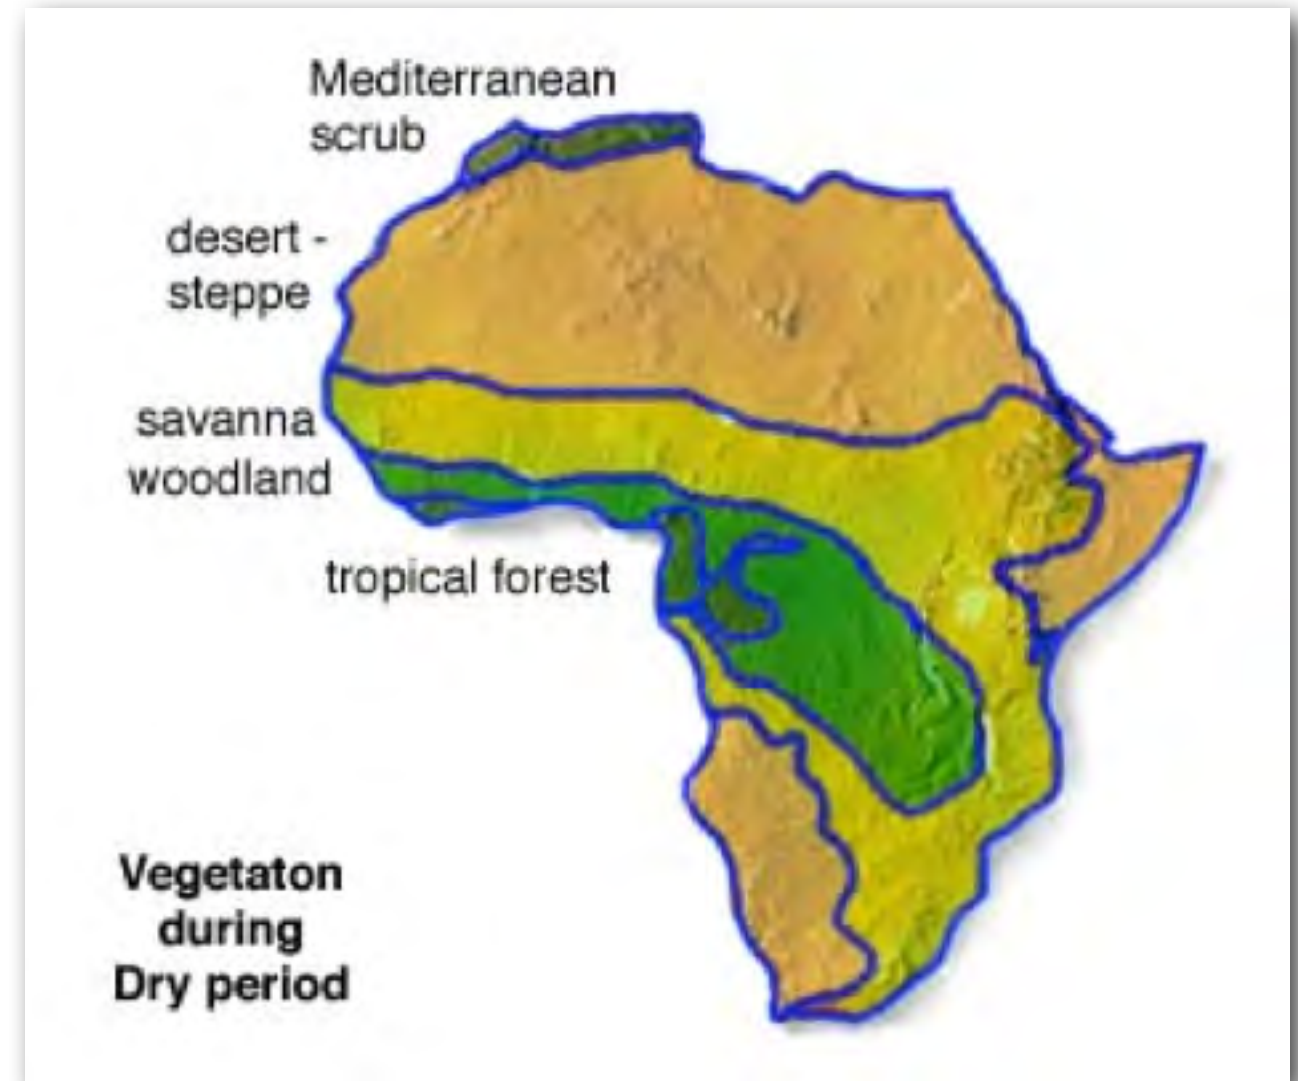 Mediterranean
scrub
desert -
steppe
savanna
woodland
tropical forest
Vegetaton
during
Dry period